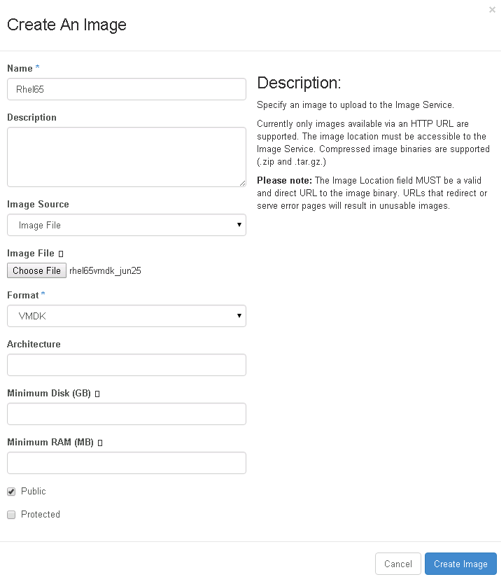 ×
Create An Image
Name *
Rhel65
Description
Image Source
Image File
Image File
Choose File rhel65vmdk_jun25
Format *
VMDK
Architecture
Minimum Disk (GB)
Minimum RAM (MB)
Public
Protected
Description:
Specify an image to upload to the Image Service.
Currently only images available via an HTTP URL are
supported. The image location must be accessible to the
Image Service. Compressed image binaries are supported
(.zip and .tar.gz.)
Please note: The Image Location field MUST be a valid
and direct URL to the image binary. URLs that redirect or
serve error pages will result in unusable images.
Cancel
Create Image